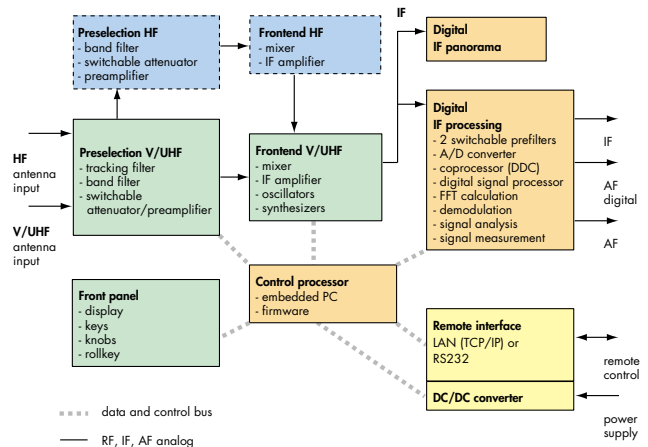 Preselection HF
- band filter
- switchable attenuator
- preamplifier
Frontend HF
- mixer
- IF amplifier
IF
Digital
IF panorama
HF
antenna
input
V/UHF
antenna
input
Preselection V/UHF
- tracking filter
- band filter
- switchable
attenuator/preamplifier
Frontend V/UHF
- mixer
- IF amplifier
- oscillators
- synthesizers
Digital
IF processing
- 2 switchable prefilters
- A/D converter
- coprocessor (DDC)
- digital signal processor
- FFT calculation
- demodulation
- signal analysis
- signal measurement
IF
AF
digital
AF
Front panel
- display
- keys
- knobs
- rollkey
Control processor
- embedded PC
- firmware
Remote interface
LAN (TCP/IP) or
RS232
remote
control
DC/DC converter
power
supply
data and control bus
RF, IF, AF analog